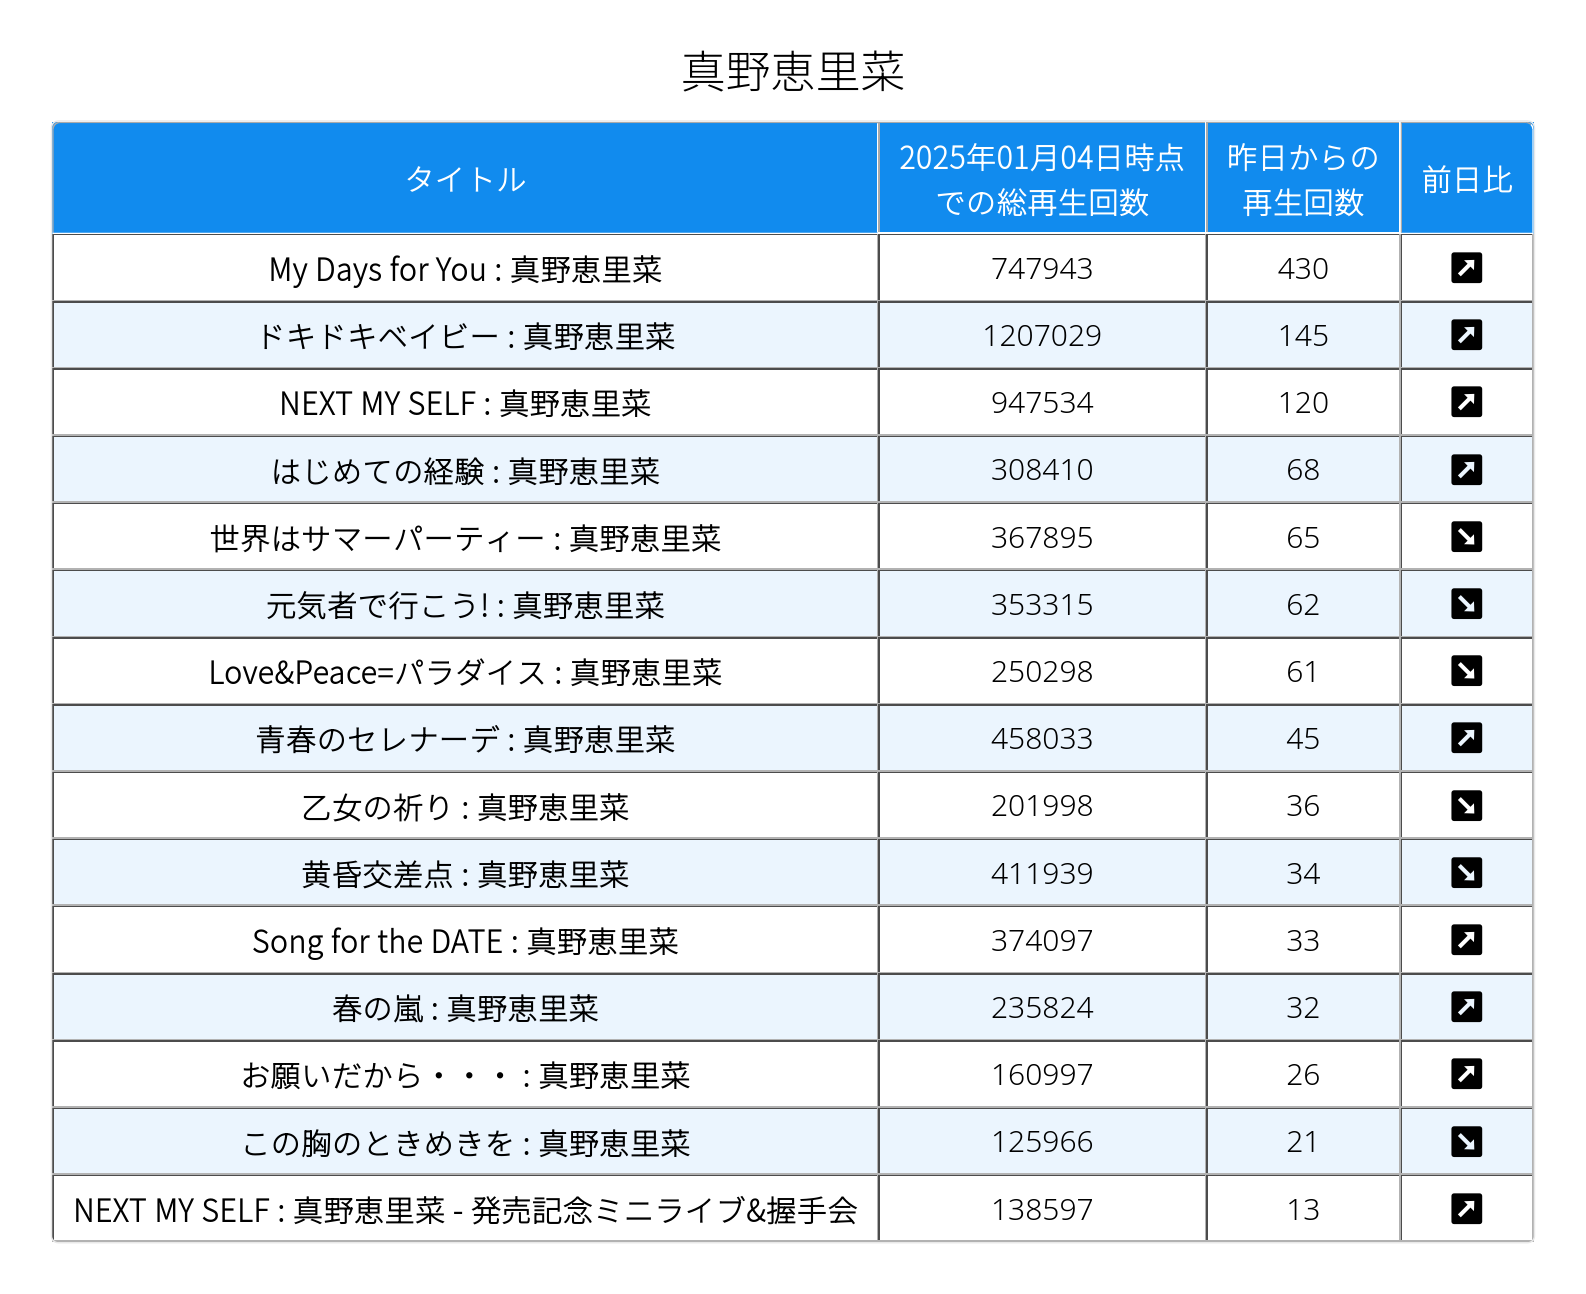 真野恵里菜
タイトル 2025年01月04日時点での総再生回数 昨日からの再生回数 前日比
My Days for You : 真野恵里菜 747943 430
ドキドキベイビー : 真野恵里菜 1207029 145
NEXT MY SELF : 真野恵里菜 947534 120
はじめての経験 : 真野恵里菜 308410 68
世界はサマーパーティー : 真野恵里菜 367895 65
元気者で行こう! : 真野恵里菜 353315 62
Love&Peace=パラダイス : 真野恵里菜 250298 61
青春のセレナーデ : 真野恵里菜 458033 45
乙女の祈り : 真野恵里菜 201998 36
黄昏交差点 : 真野恵里菜 411939 34
Song for the DATE : 真野恵里菜 374097 33
春の嵐 : 真野恵里菜 235824 32
お願いだから・・・ : 真野恵里菜 160997 26
この胸のときめきを : 真野恵里菜 125966 21
NEXT MY SELF : 真野恵里菜 - 発売記念ミニライブ&握手会 138597 13